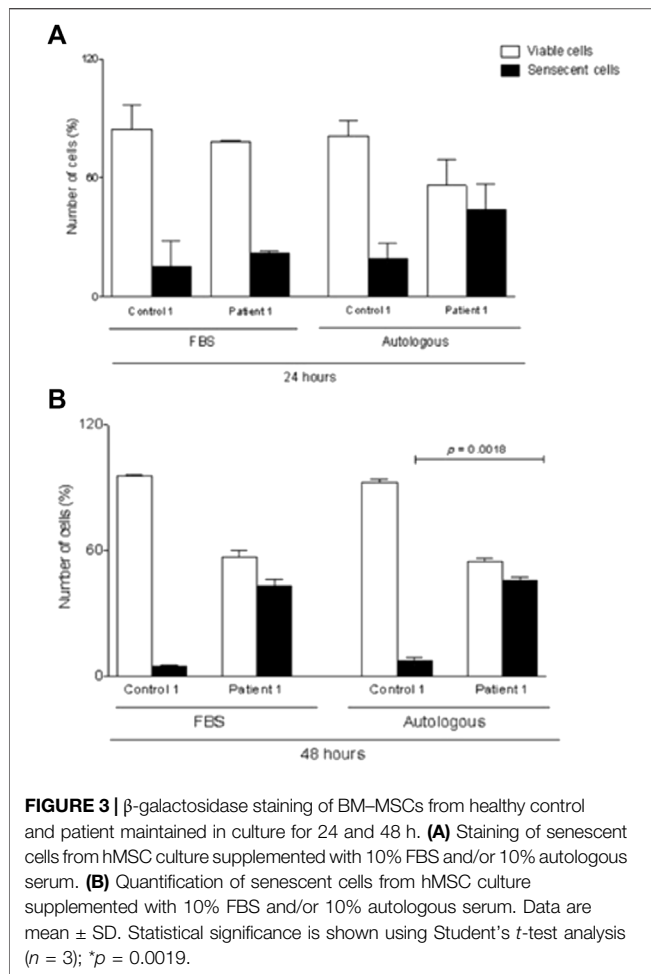 A
Viable cells
Sensecent cells
Number of cells (%)
120
60
0
Control 1 Patient 1 Control 1 Patient 1
FBS Autologous
24 hours
B
p = 0.0018
Number of cells (%)
120
60
0
Control 1 Patient 1 Control 1 Patient 1
FBS Autologous
48 hours
FIGURE 3 | β-galactosidase staining of BM–MSCs from healthy control
and patient maintained in culture for 24 and 48 h. (A) Staining of senescent
cells from hMSC culture supplemented with 10% FBS and/or 10% autologous
serum. (B) Quantification of senescent cells from hMSC culture
supplemented with 10% FBS and/or 10% autologous serum. Data are
mean ± SD. Statistical significance is shown using Student’s t-test analysis
(n = 3); *p = 0.0019.